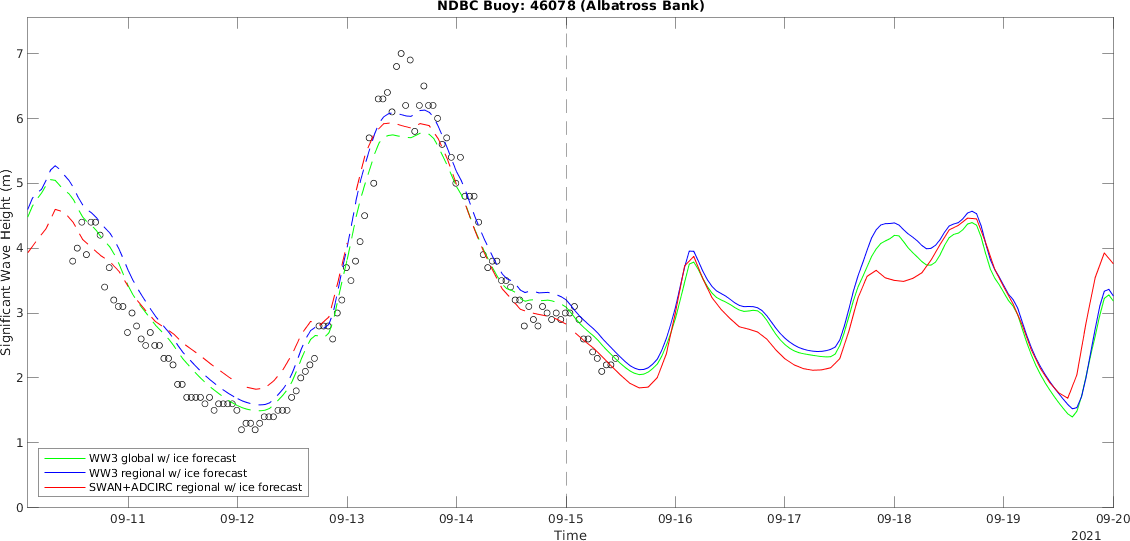 NDBC Buoy: 46078 (Albatross Bank)
Significant Wave Height (m)
7
6
5
4
3
2
1
0
WW3 global w/ ice forecast
WW3 regional w/ ice forecast
SWAN+ADCIRC regional w/ ice forecast
09-11 09-12 09-13 09-14 09-15 09-16 09-17 09-18 09-19 09-20
Time
2021